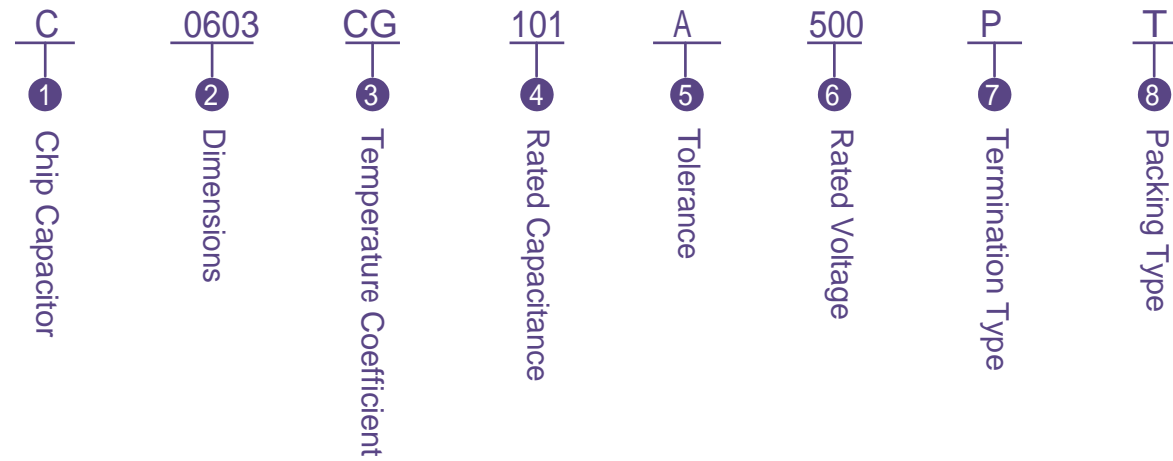 C 0603 CG 101 A 500 P T
1 2 3 4 5 6 7 8
Chip Capacitor
Dimensions
Temperature Coefficient
Rated Capacitance
Tolerance
Rated Voltage
Termination Type
Packing Type